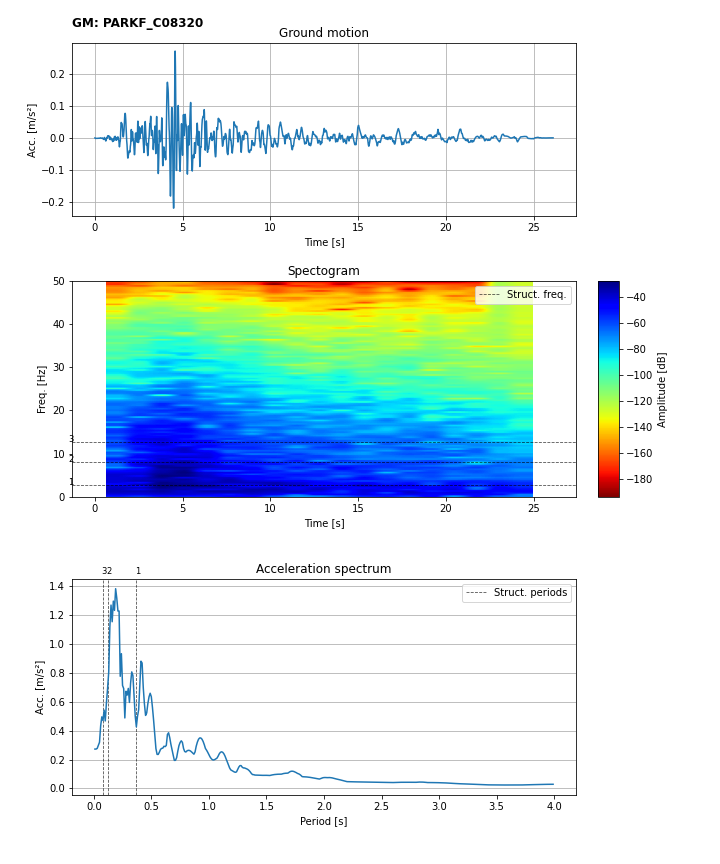 GM: PARKF_C08320
Ground motion
0.2
0.1
0.0
−0.1
−0.2
Acc. [m/s²]
0 5 10 15 20 25
Time [s]
Spectogram
50
40
30
20
10
0
Freq. [Hz]
3
2
1
Struct. freq.
0 5 10 15 20 25
Time [s]
−40
−60
−80
−100
−120
−140
−160
−180
Amplitude [dB]
32 1
Acceleration spectrum
1.4
1.2
1.0
0.8
0.6
0.4
0.2
0.0
Acc. [m/s²]
Struct. periods
0.0 0.5 1.0 1.5 2.0 2.5 3.0 3.5 4.0
Period [s]